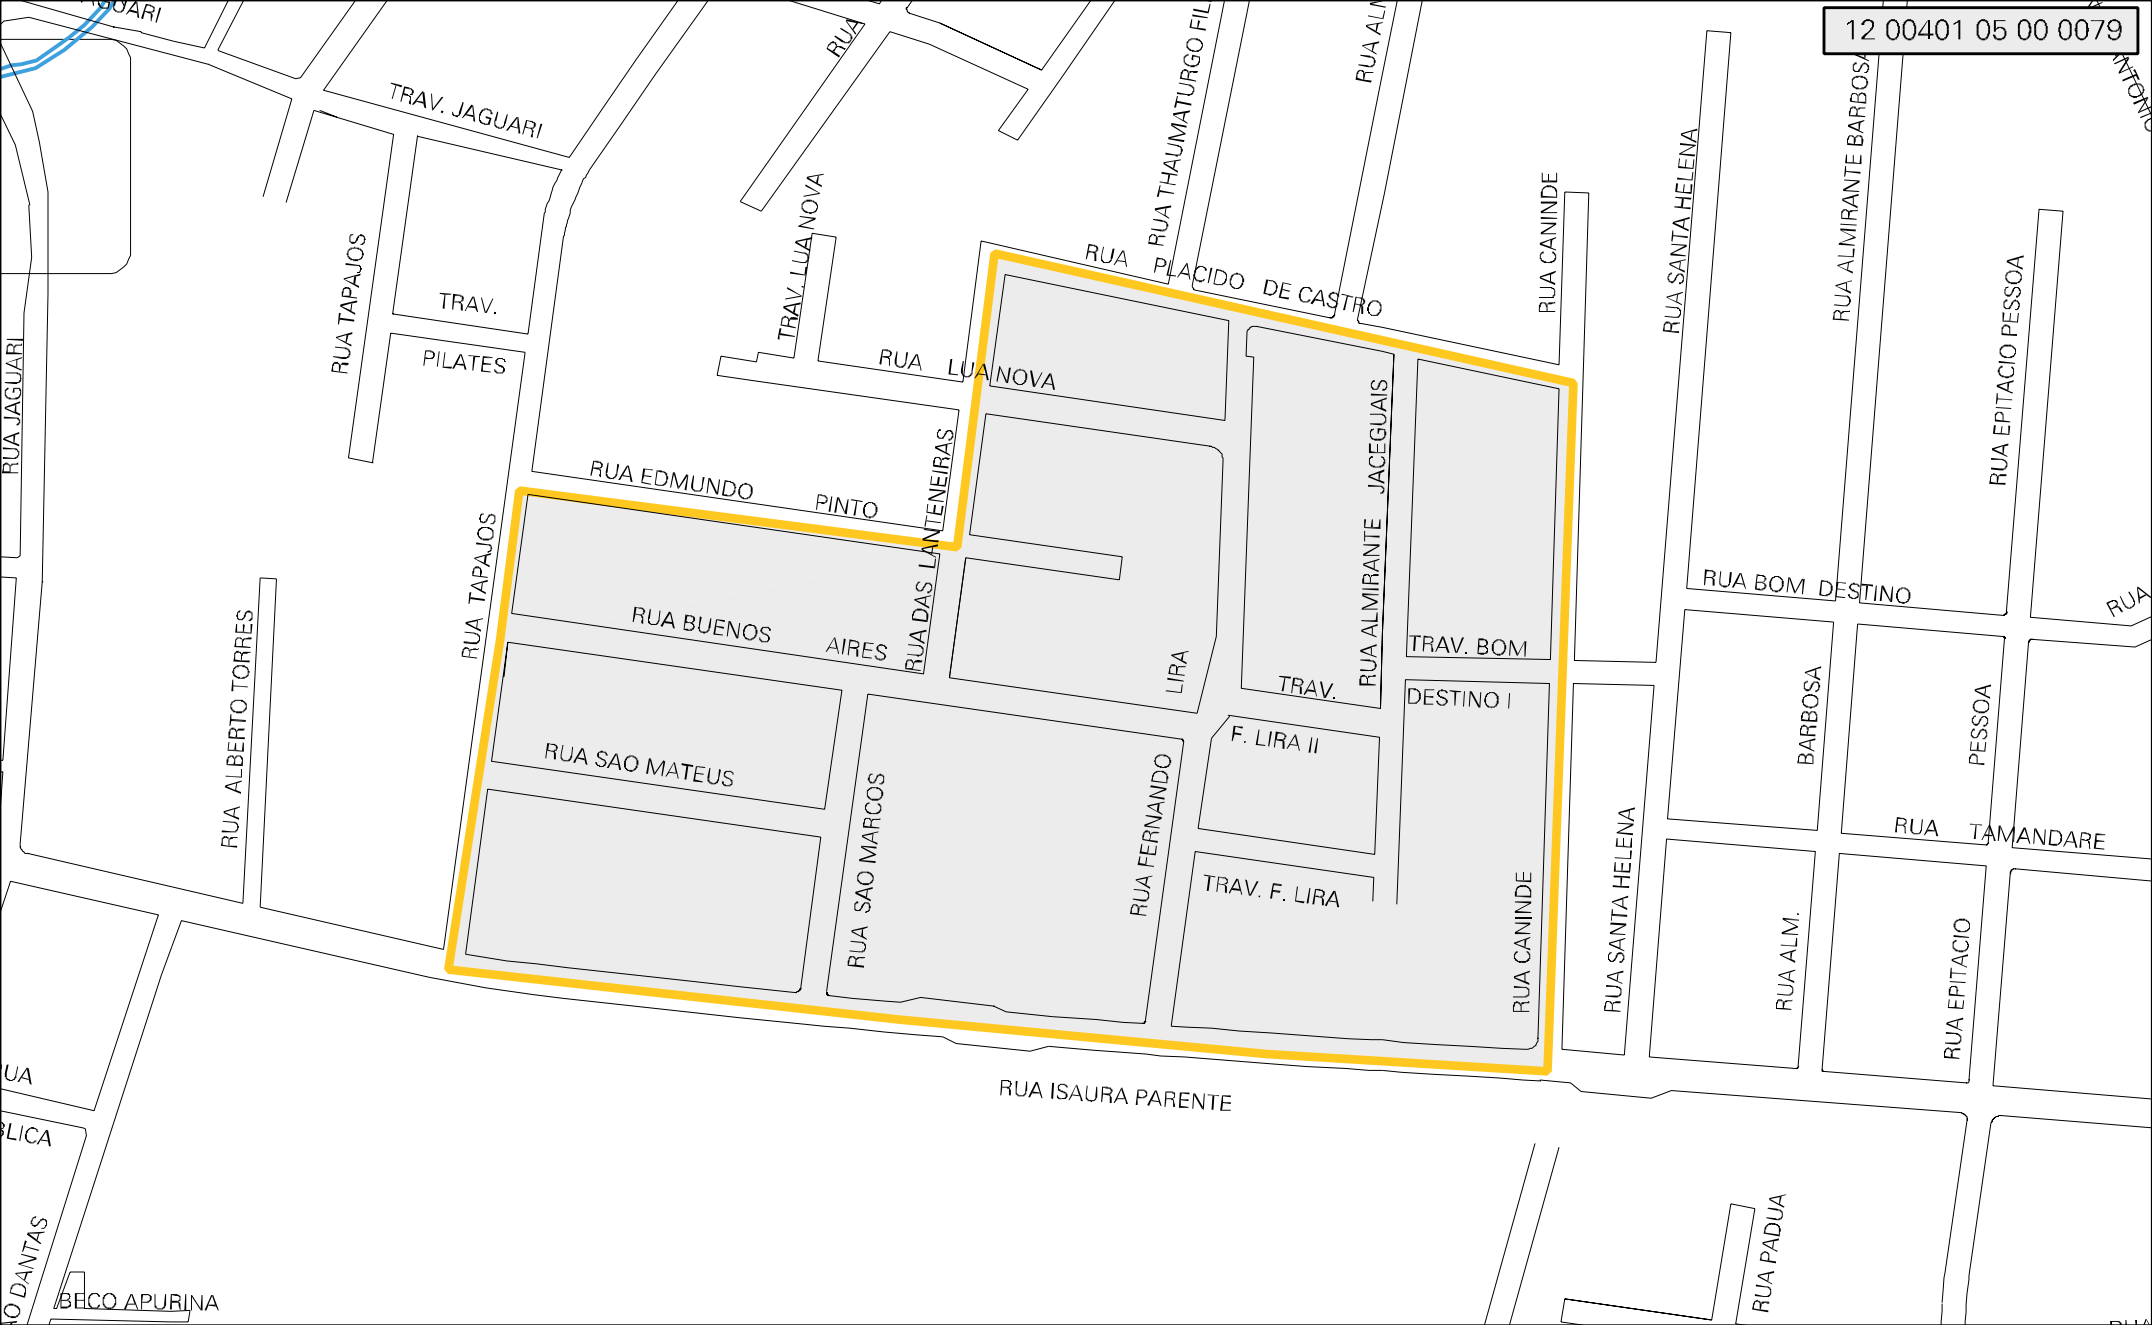 12 00401 05 00 0079
RUA
RUA THAUMATURGO
TRAV. JAGUARI
RUA SANTA HELENA
RUA ALMIRANTE BARBOSA
RUA CANINDE
TRAV. LUA NOVA
RUA TAPAJOS
RUA PLACIDO DE CASTRO
RUA EPITACIO PESSOA
TRAV.
PILATES
RUA JAGUARI
RUA LUA NOVA
RUA ALMIRANTE JACEGUAIS
RUA EDMUNDO PINTO
RUA DAS LANTENEIRAS
RUA TAPAJOS
RUA BOM DESTINO
RUA
RUA BUENOS AIRES
TRAV. BOM
DESTINO I
RUA ALBERTO TORRES
LIRA
TRAV.
F. LIRA II
BARBOSA
PESSOA
RUA SAO MATEUS
RUA SAO MARCOS
RUA FERNANDO
TRAV. F. LIRA
RUA TAMANDARE
RUA CANINDE
RUA SANTA HELENA
RUA ALM.
RUA EPITACIO
RUA ISAURA PARENTE
RUA PADUA
DANTAS
BECO APURINA